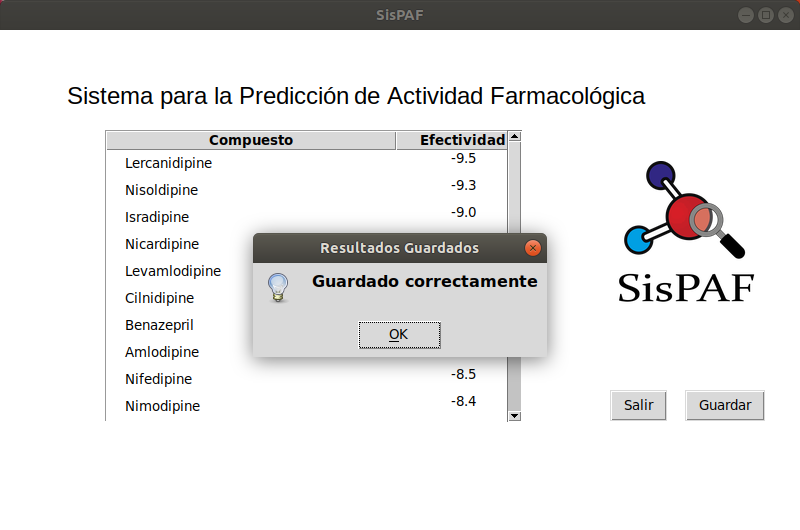 SisPAF
Sistema para la Predicción de Actividad Farmacológica
Compuesto Efectividad
Lercanidipine -9.5
Nisoldipine -9.3
Isradipine -9.0
Nicardipine
Levamlodipine
Cilnidipine
Benazepril
Amlodipine
Nifedipine -8.5
Nimodipine -8.4
Resultados Guardados
Guardado correctamente
OK
SisPAF
Salir Guardar